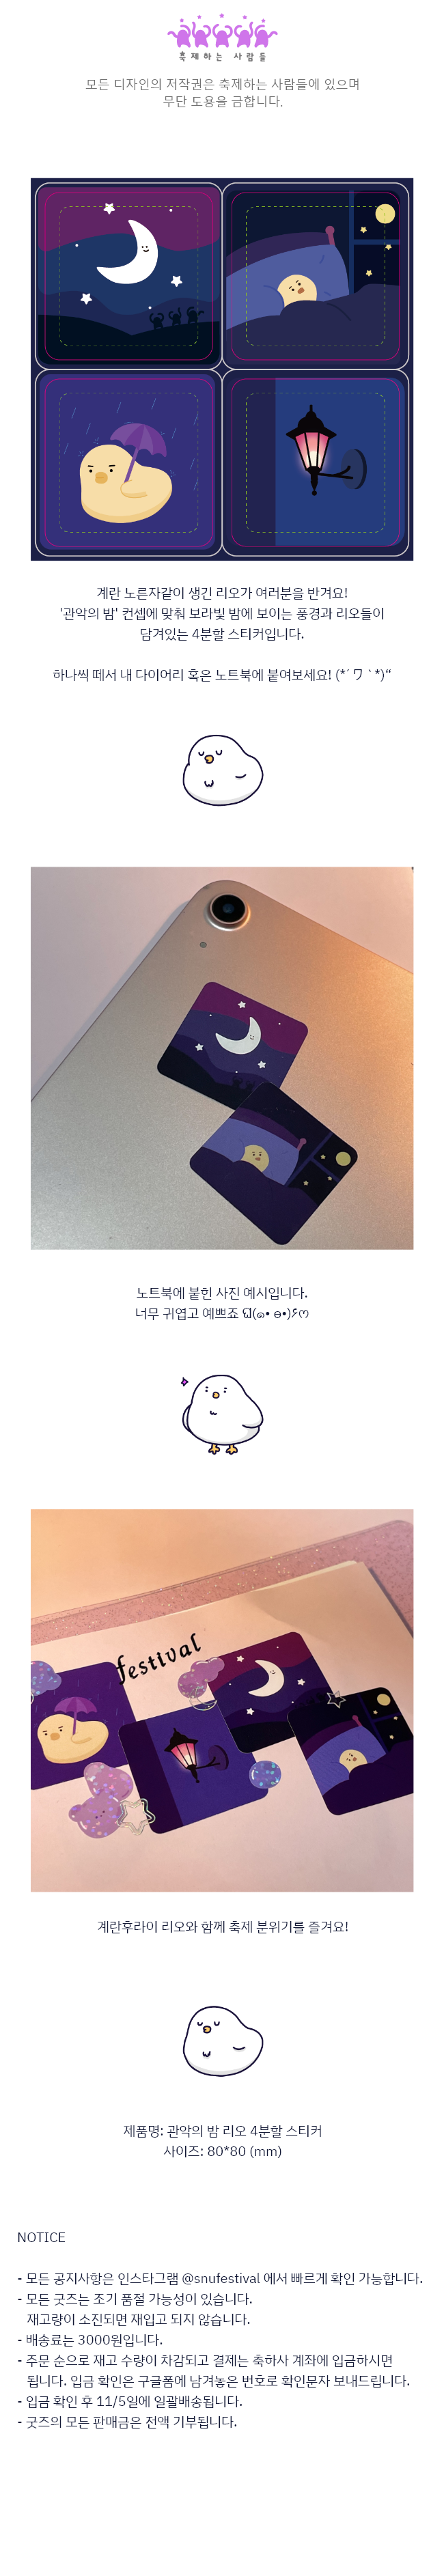 축제하는 사람들
모든 디자인의 저작권은 축제하는 사람들에 있으며
무단 도용을 금합니다.
계란 노른자같이 생긴 리오가 여러분을 반겨요!
'관악의 밤' 컨셉에 맞춰 보라빛 밤에 보이는 풍경과 리오들이
담겨있는 4분할 스티커입니다.
하나씩 떼서 내 다이어리 혹은 노트북에 붙여보세요! (*´ワ`*)“
노트북에 붙힌 사진 예시입니다.
너무 귀엽고 예쁘죠 ᙏ̤̫(๑• ɵ•)۶ෆ
festival
계란후라이 리오와 함께 축제 분위기를 즐겨요!
제품명: 관악의 밤 리오 4분할 스티커
사이즈: 80*80 (mm)
NOTICE
- 모든 공지사항은 인스타그램 @snufestival 에서 빠르게 확인 가능합니다.
- 모든 굿즈는 조기 품절 가능성이 있습니다.
재고량이 소진되면 재입고 되지 않습니다.
- 배송료는 3000원입니다.
- 주문 순으로 재고 수량이 차감되고 결제는 축하사 계좌에 입금하시면
됩니다. 입금 확인은 구글폼에 남겨놓은 번호로 확인문자 보내드립니다.
- 입금 확인 후 11/5일에 일괄배송됩니다.
- 굿즈의 모든 판매금은 전액 기부됩니다.